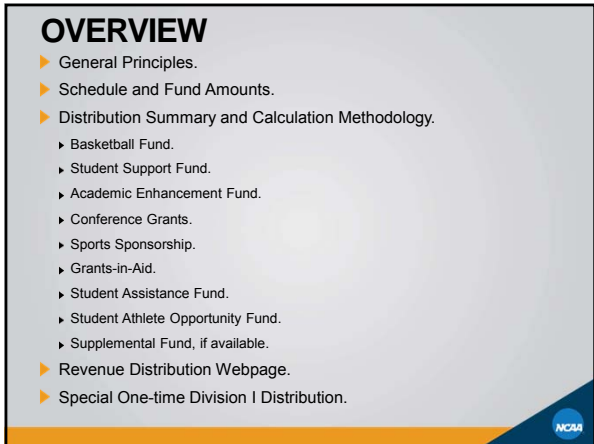 OVERVIEW
General Principles.
Schedule and Fund Amounts.
Distribution Summary and Calculation Methodology.
Basketball Fund.
Student Support Fund.
Academic Enhancement Fund.
Conference Grants.
Sports Sponsorship.
Grants-in-Aid.
Student Assistance Fund.
Student Athlete Opportunity Fund.
Supplemental Fund, if available.
Revenue Distribution Webpage.
Special One-time Division I Distribution.
NCAA